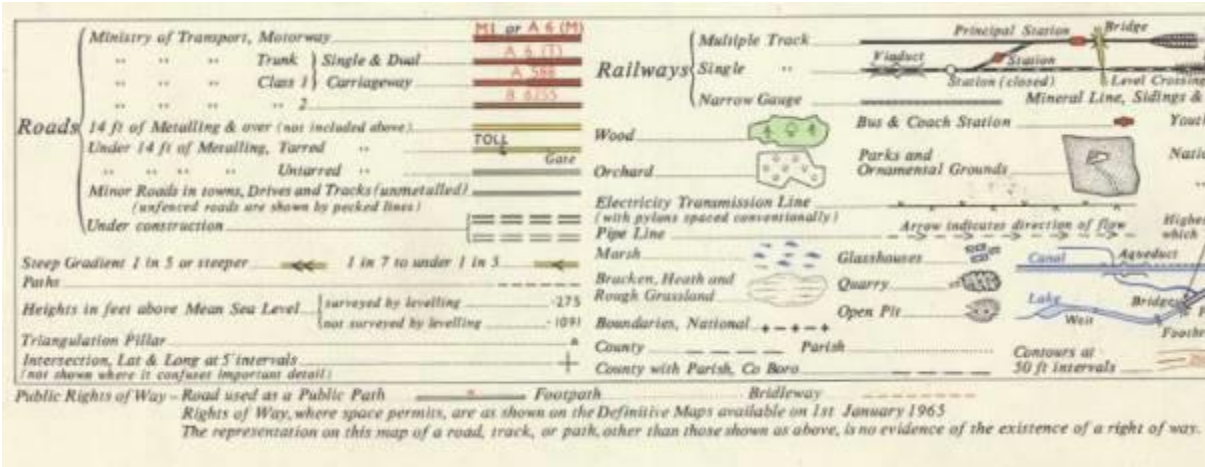 Ministry of Transport, Motorway M1 or A 6 (M)
" " " Trunk } Single & Dual A 6 (T)
" " " Class 1 } Carriageway A 588
" " " " 2 B 6255
Roads
14 ft of Metalling & over (not included above)
Under 14 ft of Metalling, Tarred " TOLL
" " " " Untarred " Gate
Minor Roads in towns, Drives and Tracks (unmetalled)
(unfenced roads are shown by pecked lines)
Under construction
Steep Gradient 1 in 5 or steeper 1 in 7 to under 1 in 5
Paths
Heights in feet above Mean Sea Level
surveyed by levelling ·275
not surveyed by levelling ·1091
Triangulation Pillar
Intersection, Lat & Long at 5' intervals
(not shown where it confuses important detail)
Railways
Multiple Track
Single "
Narrow Gauge
Principal Station
Bridge
Viaduct
Station
Station (closed)
Level Crossing
Mineral Line, Sidings &
Wood
Bus & Coach Station
Orchard
Parks and
Ornamental Grounds
Electricity Transmission Line
(with pylons spaced conventionally)
Pipe Line
Arrow indicates direction of flow
Highes
which
Marsh
Glasshouses
Canal
Aqueduct
Bracken, Heath and
Rough Grassland
Quarry
Open Pit
Lake
Weir
Bridge
Footbr
Boundaries, National
County
Parish
County with Parish, Co Boro
Contours at
50 ft intervals
Public Rights of Way – Road used as a Public Path Footpath Bridleway
Rights of Way, where space permits, are as shown on the Definitive Maps available on 1st January 1965
The representation on this map of a road, track, or path, other than those shown as above, is no evidence of the existence of a right of way.